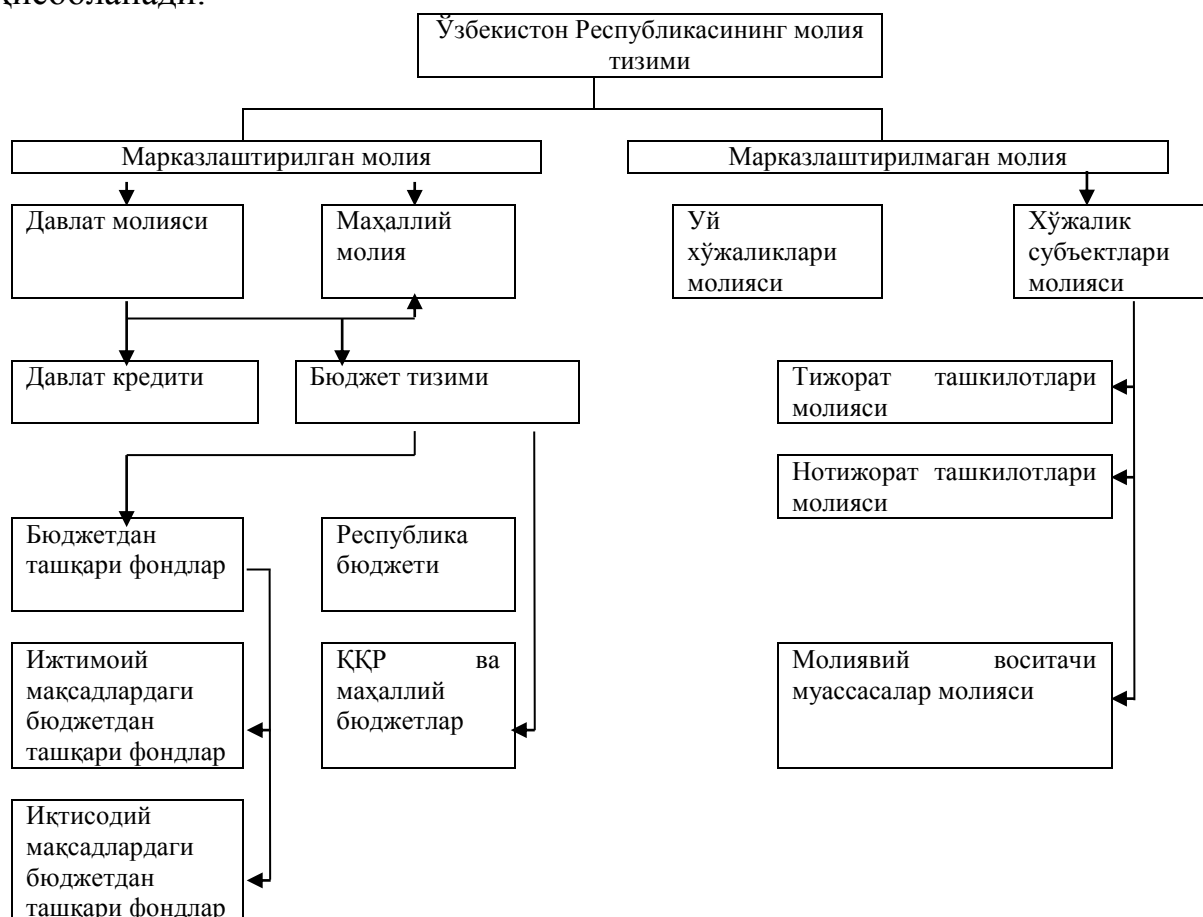 ҳисобланади.
Ўзбекистон Республикасининг молия
тизими
Марказлаштирилган молия
Марказлаштирилмаган молия
Давлат молияси
Маҳаллий
молия
Уй
хўжаликлари
молияси
Хўжалик
субъектлари
молияси
Давлат кредити
Бюджет тизими
Тижорат ташкилотлари
молияси
Нотижорат ташкилотлари
молияси
Бюджетдан
ташқари фондлар
Республика
бюджети
Ижтимоий
мақсадлардаги
бюджетдан
ташқари фондлар
ҚҚР ва
маҳаллий
бюджетлар
Молиявий воситачи
муассасалар молияси
Иқтисодий
мақсадлардаги
бюджетдан
ташқари фондлар